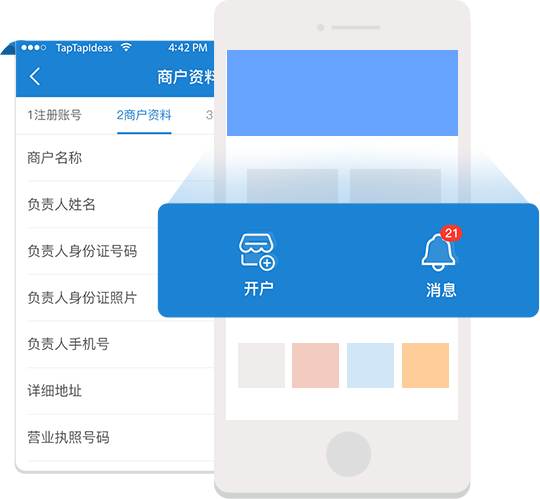 TapTapIdeas 4:42 PM
商户资料
1注册账号 2商户资料 3
商户名称
负责人姓名
负责人身份证号码
负责人身份证照片
负责人手机号
详细地址
营业执照号码
21
开户 消息